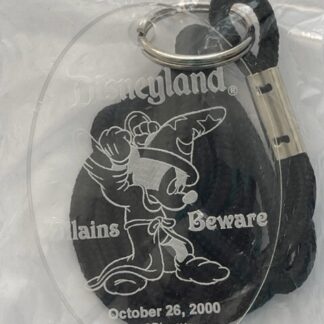 Disneyland®
Villains Beware
October 26, 2000